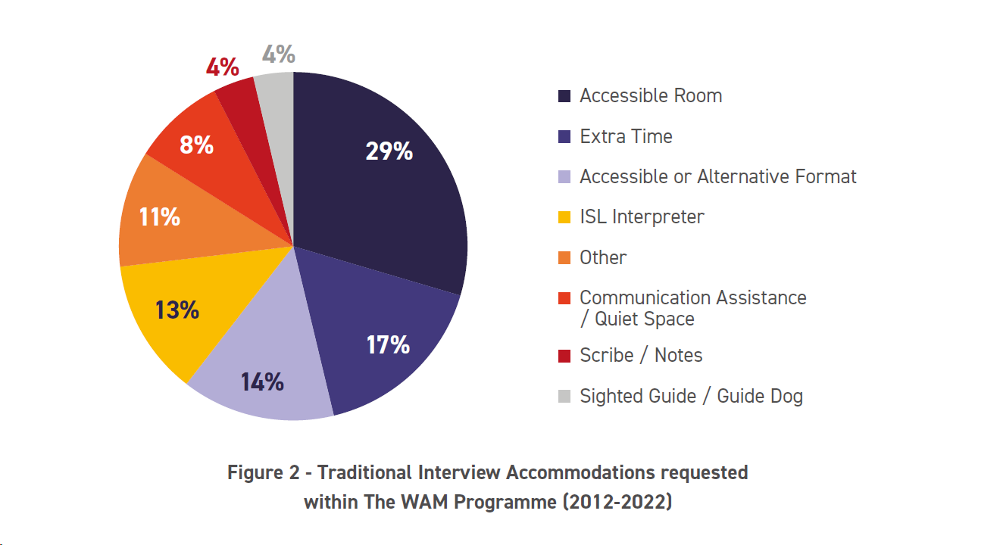 4%
4%
29%
8%
11%
13%
17%
14%
Accessible Room
Extra Time
Accessible or Alternative Format
ISL Interpreter
Other
Communication Assistance
/ Quiet Space
Scribe / Notes
Sighted Guide / Guide Dog
Figure 2 - Traditional Interview Accommodations requested
within The WAM Programme (2012-2022)